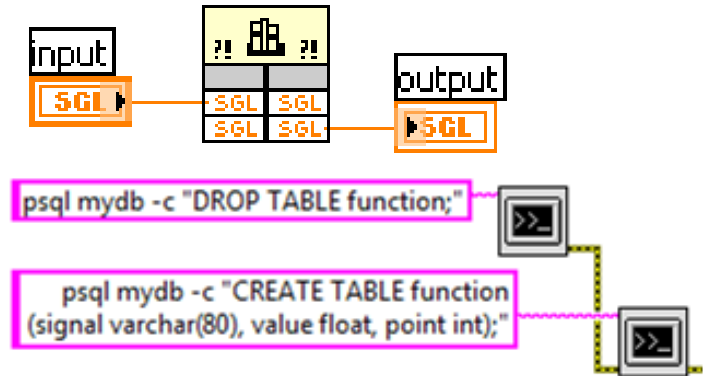 input
?! ?!
SGL
SGL SGL
SGL SGL
output
SGL
psql mydb -c "DROP TABLE function;"
>>_
psql mydb -c "CREATE TABLE function
(signal varchar(80), value float, point int);"
>>_